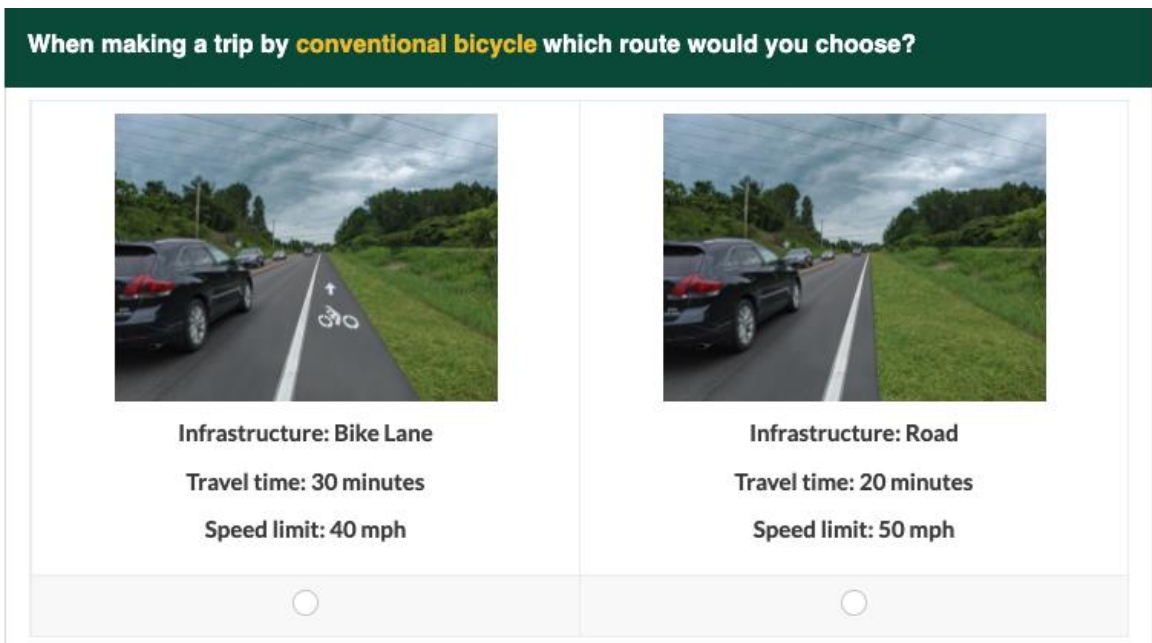 When making a trip by conventional bicycle which route would you choose?
Infrastructure: Bike Lane
Travel time: 30 minutes
Speed limit: 40 mph
Infrastructure: Road
Travel time: 20 minutes
Speed limit: 50 mph